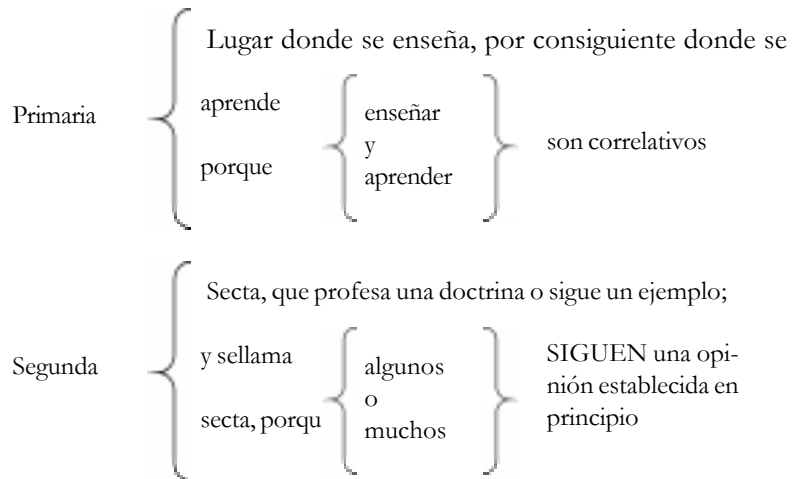 Lugar donde se enseña, por consiguiente donde se
Primaria
aprende
porque
enseñar
y
aprender
son correlativos
Secta, que profesa una doctrina o sigue un ejemplo;
Segunda
y sellama
secta, porqu
algunos
o
muchos
SIGUEN una opi-
nión establecida en
principio